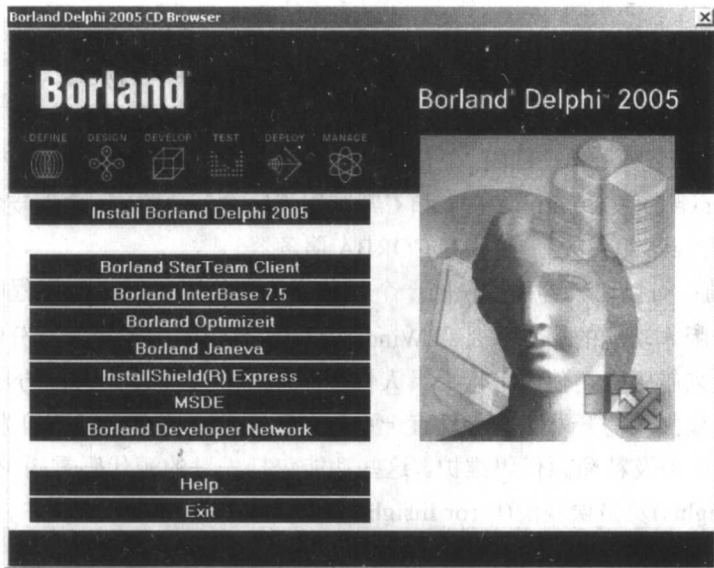 Borland Delphi 2005 CD Browser
Borland®
Borland® Delphi™ 2005
DEFINE DESIGN DEVELOP TEST DEPLOY MANAGE
Install Borland Delphi 2005
Borland StarTeam Client
Borland InterBase 7.5
Borland Optimizeit
Borland Janeva
InstallShield(R) Express
MSDE
Borland Developer Network
Help
Exit